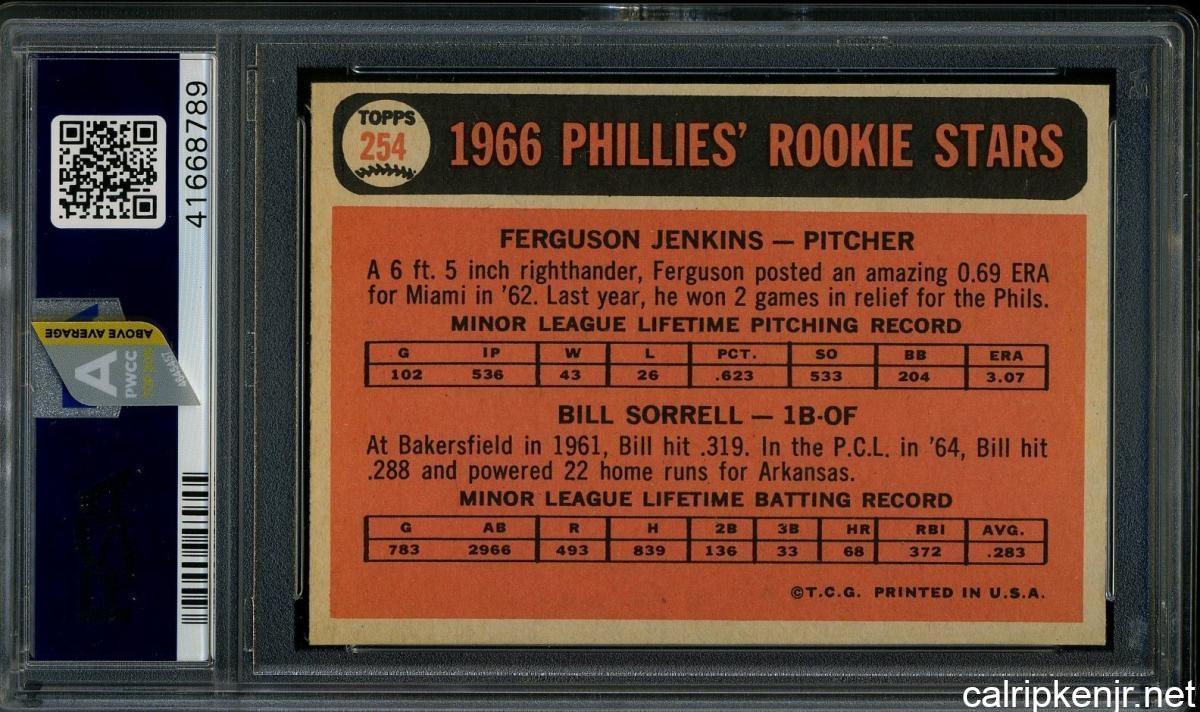 TOPPS
254
1966 PHILLIES' ROOKIE STARS
FERGUSON JENKINS — PITCHER
A 6 ft. 5 inch righthander, Ferguson posted an amazing 0.69 ERA
for Miami in '62. Last year, he won 2 games in relief for the Phils.
MINOR LEAGUE LIFETIME PITCHING RECORD
G IP W L PCT. SO BB ERA
102 536 43 26 .623 533 204 3.07
BILL SORRELL — 1B-OF
At Bakersfield in 1961, Bill hit .319. In the P.C.L. in '64, Bill hit
.288 and powered 22 home runs for Arkansas.
MINOR LEAGUE LIFETIME BATTING RECORD
G AB R H 2B 3B HR RBI AVG.
783 2966 493 839 136 33 68 372 .283
©T.C.G. PRINTED IN U.S.A.
41668789
ABOVE AVERAGE
A
PWCC
PSA
calripkenjr.net